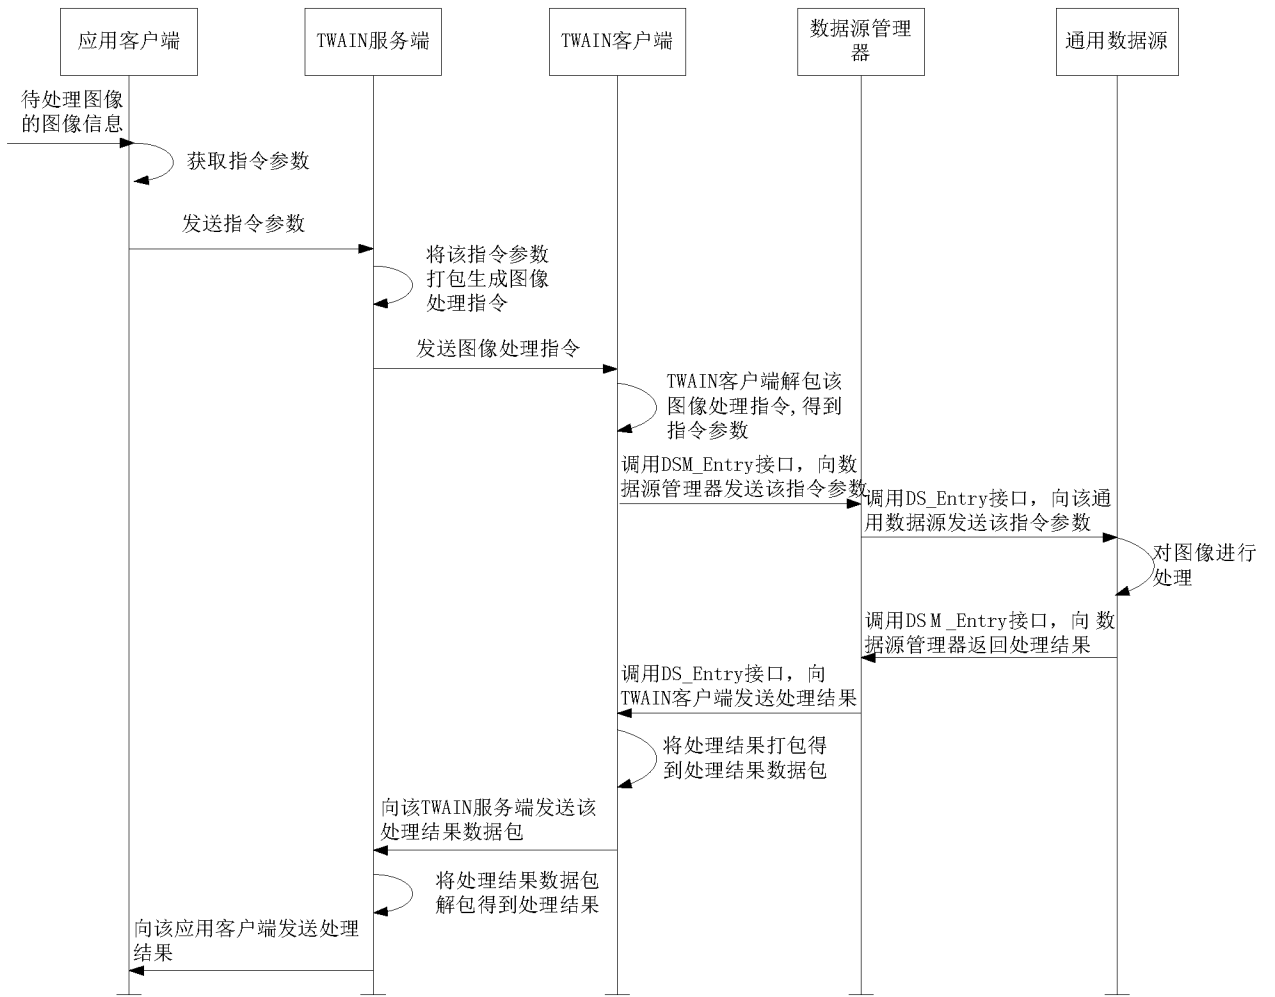 应用客户端
TWAIN服务端
TWAIN客户端
数据源管理
器
通用数据源
待处理图像
的图像信息
获取指令参数
发送指令参数
将该指令参数
打包生成图像
处理指令
发送图像处理指令
TWAIN客户端解包该
图像处理指令,得到
指令参数
调用DSM_Entry接口，向数
据源管理器发送该指令参数
调用DS_Entry接口，向该通
用数据源发送该指令参数
对图像进行
处理
调用DSM_Entry接口，向数
据源管理器返回处理结果
调用DS_Entry接口，向
TWAIN客户端发送处理结果
将处理结果打包得
到处理结果数据包
向该TWAIN服务端发送该
处理结果数据包
将处理结果数据包
解包得到处理结果
向该应用客户端发送处理
结果